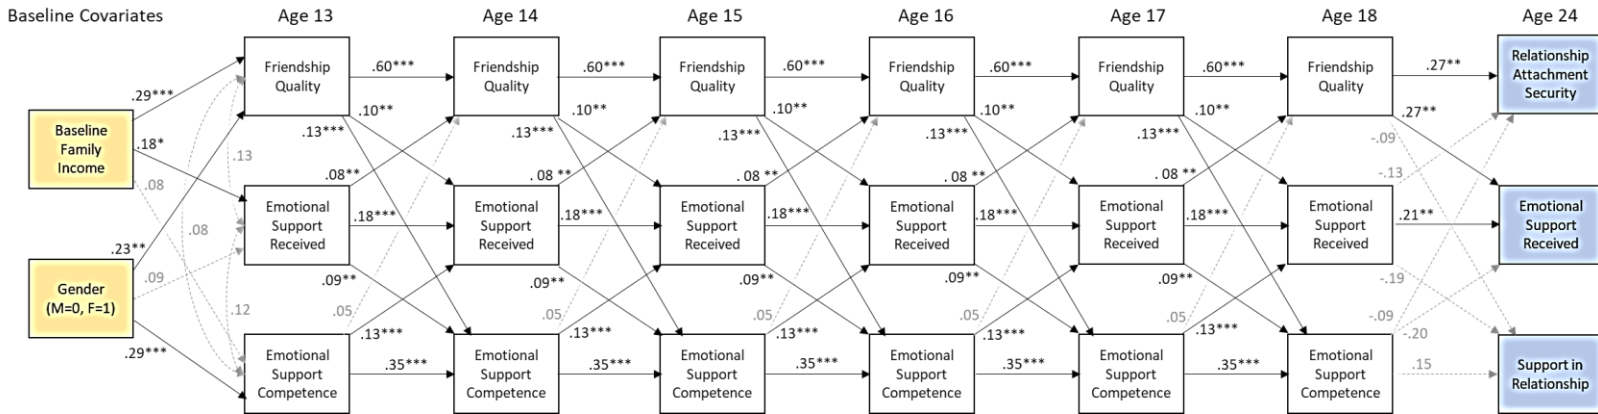 Baseline Covariates Age 13 Age 14 Age 15 Age 16 Age 17 Age 18 Age 24
Friendship Quality
Friendship Quality
Friendship Quality
Friendship Quality
Friendship Quality
Friendship Quality
Relationship Attachment Security
.60*** .60*** .60*** .60*** .60*** .27**
.29***
.10** .10** .10** .10** .10** .27**
.13*** .13*** .13*** .13*** .13*** -.09
Baseline Family Income
.18*
.13
.08
.08** .08 ** .08 ** .08 ** .08 ** -.13
Emotional Support Received
Emotional Support Received
Emotional Support Received
Emotional Support Received
Emotional Support Received
Emotional Support Received
Emotional Support Received
.18*** .18*** .18*** .18*** .18*** .21**
.08
.23**
.09
.09** .09** .09** .09** .09** -.19
Gender (M=0, F=1)
.12
.05 .05 .05 .05 .05 -.09
.13*** .13*** .13*** .13*** .13*** -.20
.29***
Emotional Support Competence
Emotional Support Competence
Emotional Support Competence
Emotional Support Competence
Emotional Support Competence
Emotional Support Competence
Support in Relationship
.35*** .35*** .35*** .35*** .35*** .15